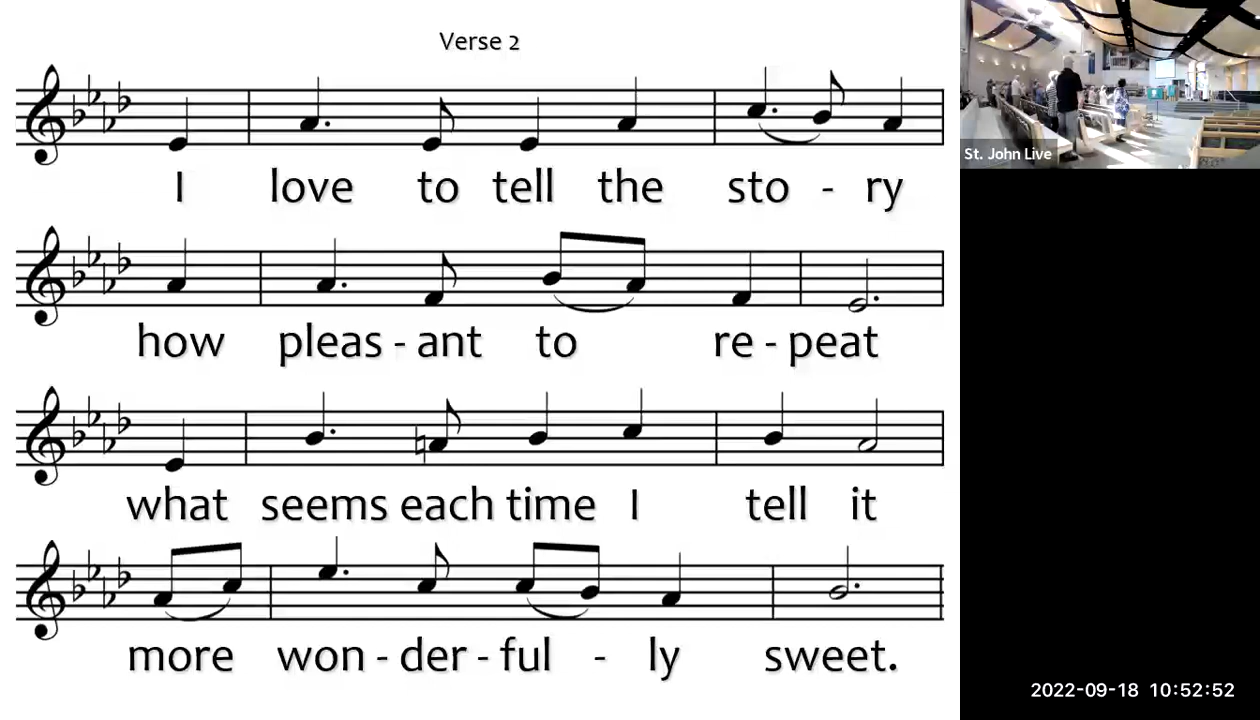 Verse 2
I love to tell the sto - ry
how pleas - ant to re - peat
what seems each time I tell it
more won - der - ful - ly sweet.
St. John Live
2022-09-18 10:52:52